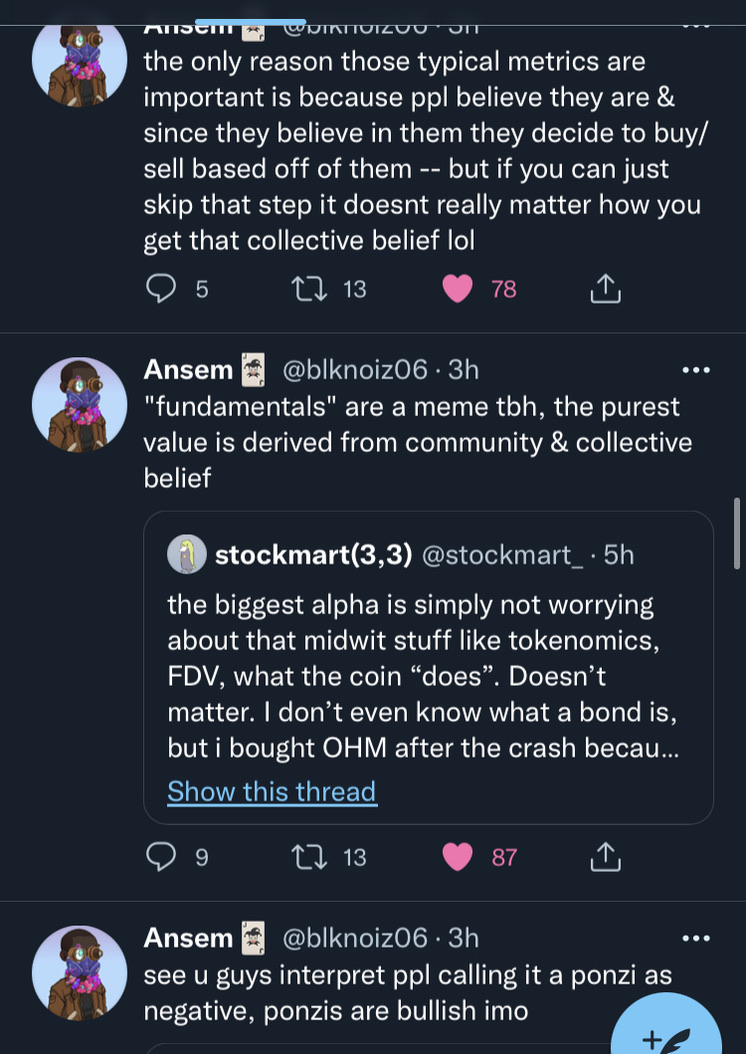 Ansem @blknoiz06 · 3h
the only reason those typical metrics are
important is because ppl believe they are &
since they believe in them they decide to buy/
sell based off of them -- but if you can just
skip that step it doesnt really matter how you
get that collective belief lol
5 13 78
Ansem @blknoiz06 · 3h
"fundamentals" are a meme tbh, the purest
value is derived from community & collective
belief
stockmart(3,3) @stockmart_ · 5h
the biggest alpha is simply not worrying
about that midwit stuff like tokenomics,
FDV, what the coin “does”. Doesn’t
matter. I don’t even know what a bond is,
but i bought OHM after the crash becau...
Show this thread
9 13 87
Ansem @blknoiz06 · 3h
see u guys interpret ppl calling it a ponzi as
negative, ponzis are bullish imo